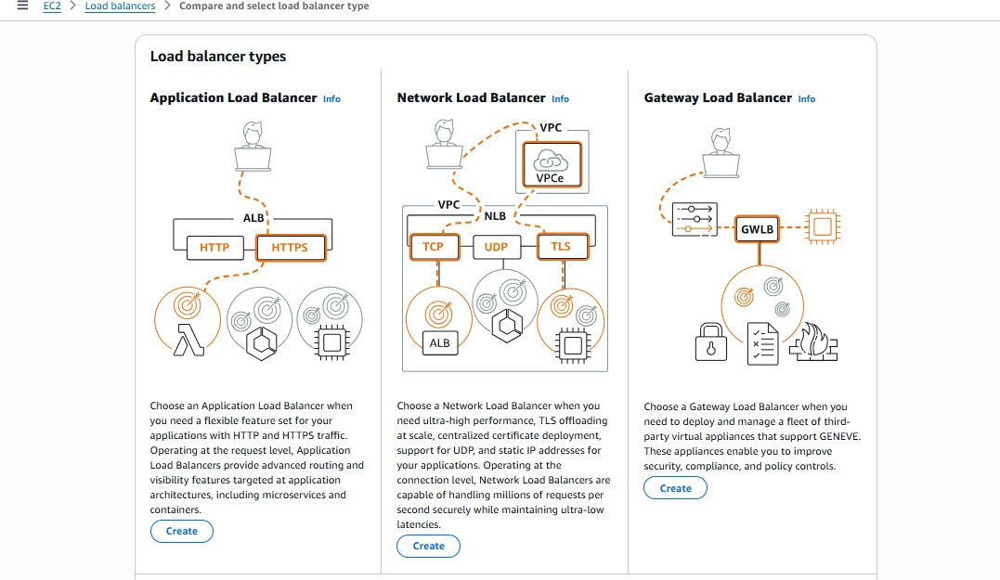 EC2 > Load balancers > Compare and select load balancer type
Load balancer types
Application Load Balancer Info
ALB
HTTP
HTTPS
Choose an Application Load Balancer when
you need a flexible feature set for your
applications with HTTP and HTTPS traffic.
Operating at the request level, Application
Load Balancers provide advanced routing and
visibility features targeted at application
architectures, including microservices and
containers.
Create
Network Load Balancer Info
VPC
VPCe
VPC
NLB
TCP
UDP
TLS
ALB
Choose a Network Load Balancer when you
need ultra-high performance, TLS offloading
at scale, centralized certificate deployment,
support for UDP, and static IP addresses for
your applications. Operating at the
connection level, Network Load Balancers are
capable of handling millions of requests per
second securely while maintaining ultra-low
latencies.
Create
Gateway Load Balancer Info
GWLB
Choose a Gateway Load Balancer when you
need to deploy and manage a fleet of third-
party virtual appliances that support GENEVE.
These appliances enable you to improve
security, compliance, and policy controls.
Create